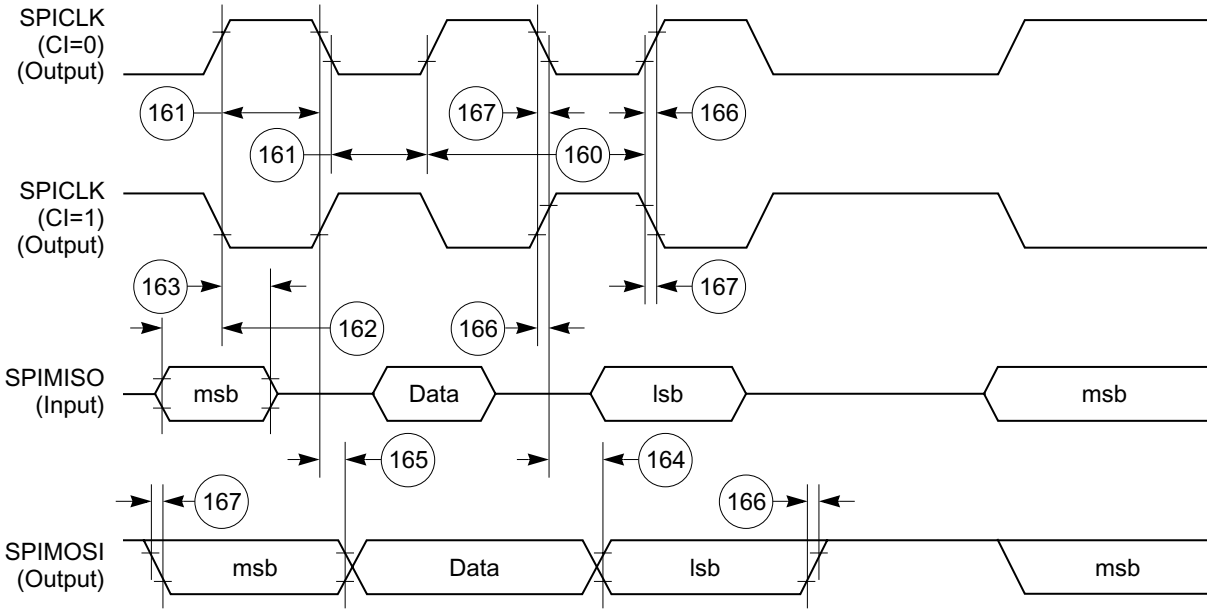 SPICLK
(CI=0)
(Output)
161
167
166
161
160
SPICLK
(CI=1)
(Output)
163
167
162
166
SPIMISO
(Input)
msb
Data
lsb
msb
165
164
167
166
SPIMOSI
(Output)
msb
Data
lsb
msb